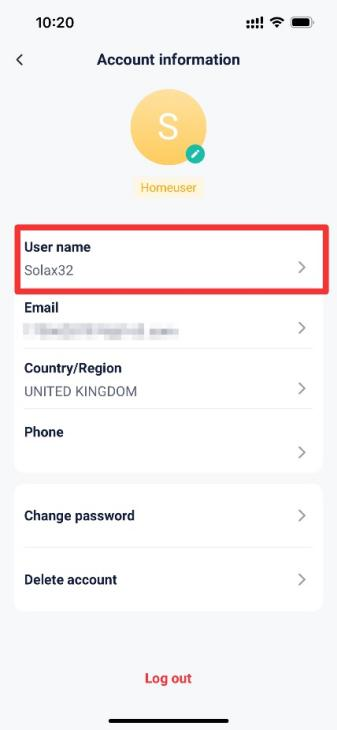 10:20
Account information
S
Homeuser
User name
Solax32
Email
Country/Region
UNITED KINGDOM
Phone
Change password
Delete account
Log out